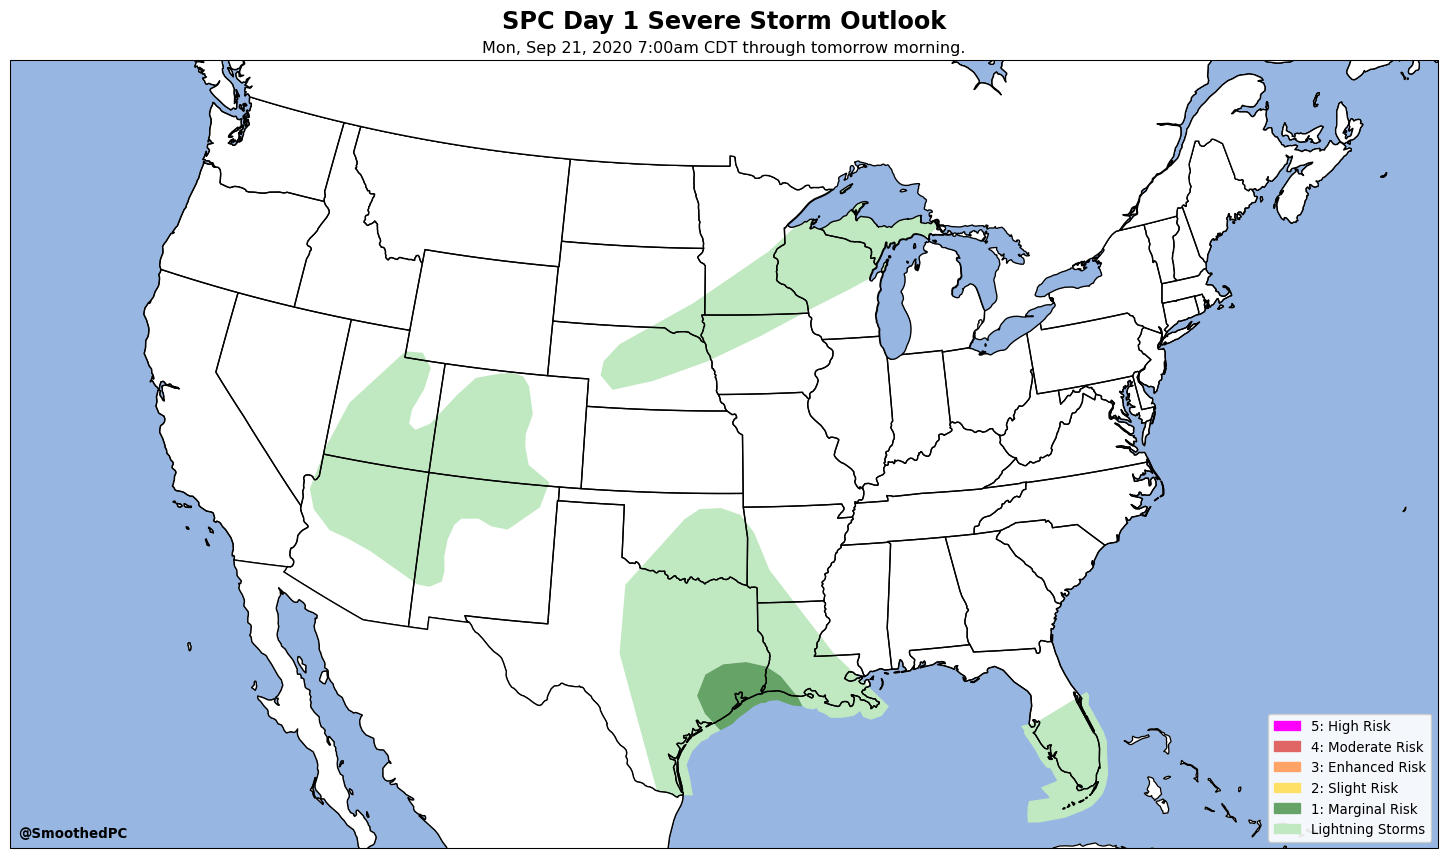 SPC Day 1 Severe Storm Outlook
Mon, Sep 21, 2020 7:00am CDT through tomorrow morning.
5: High Risk
4: Moderate Risk
3: Enhanced Risk
2: Slight Risk
1: Marginal Risk
Lightning Storms
@SmoothedPC